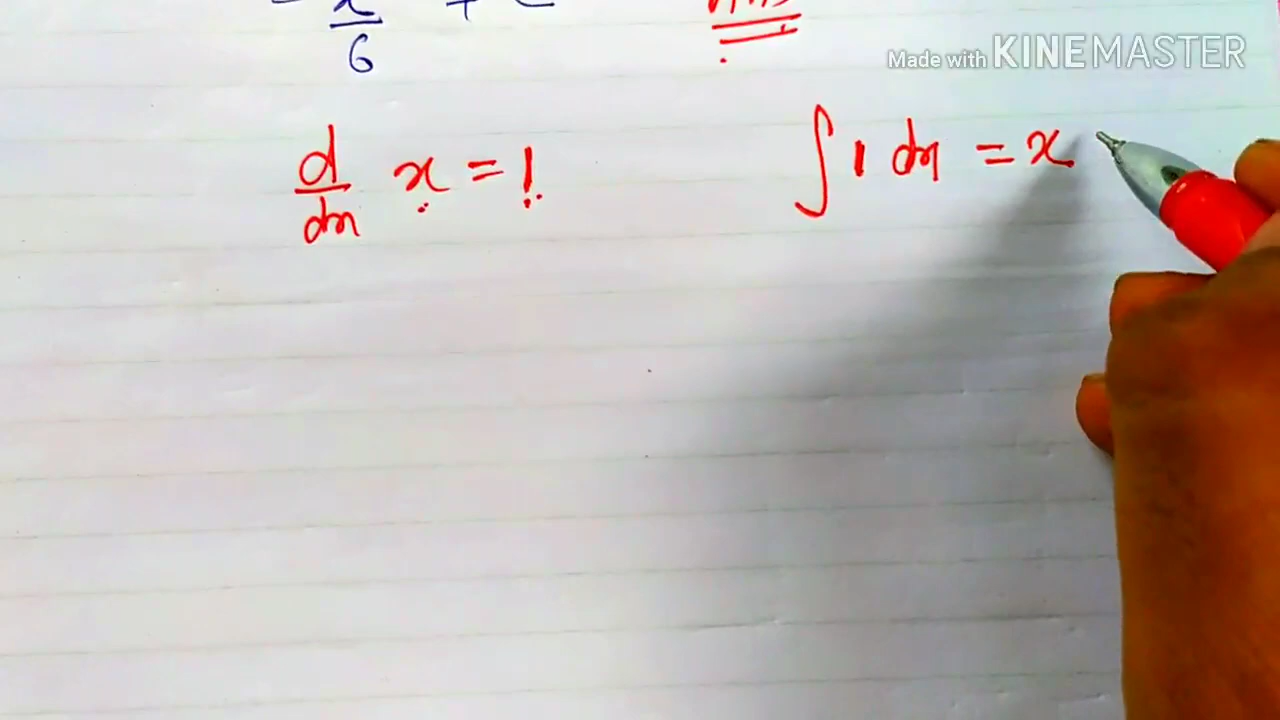 Made with KINEMASTER
6
d/dx x = 1
∫ 1 dx = x